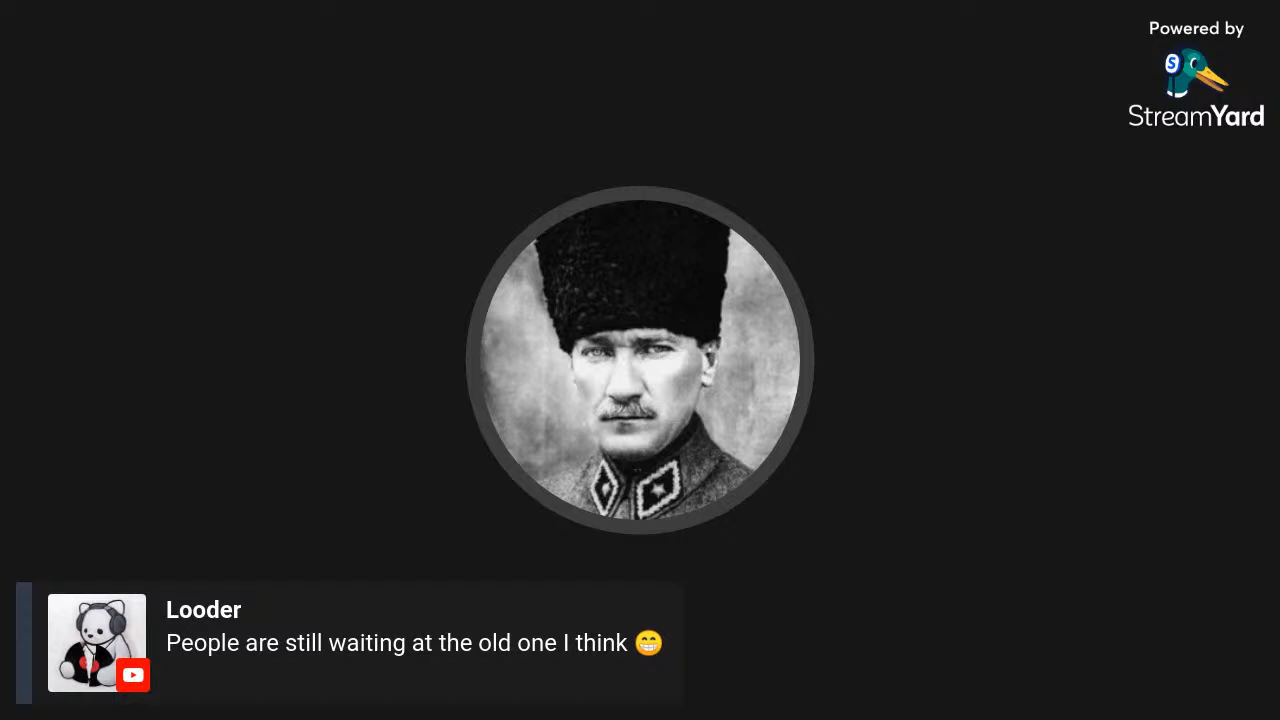 Powered by
S
StreamYard
Looder
People are still waiting at the old one I think 😁